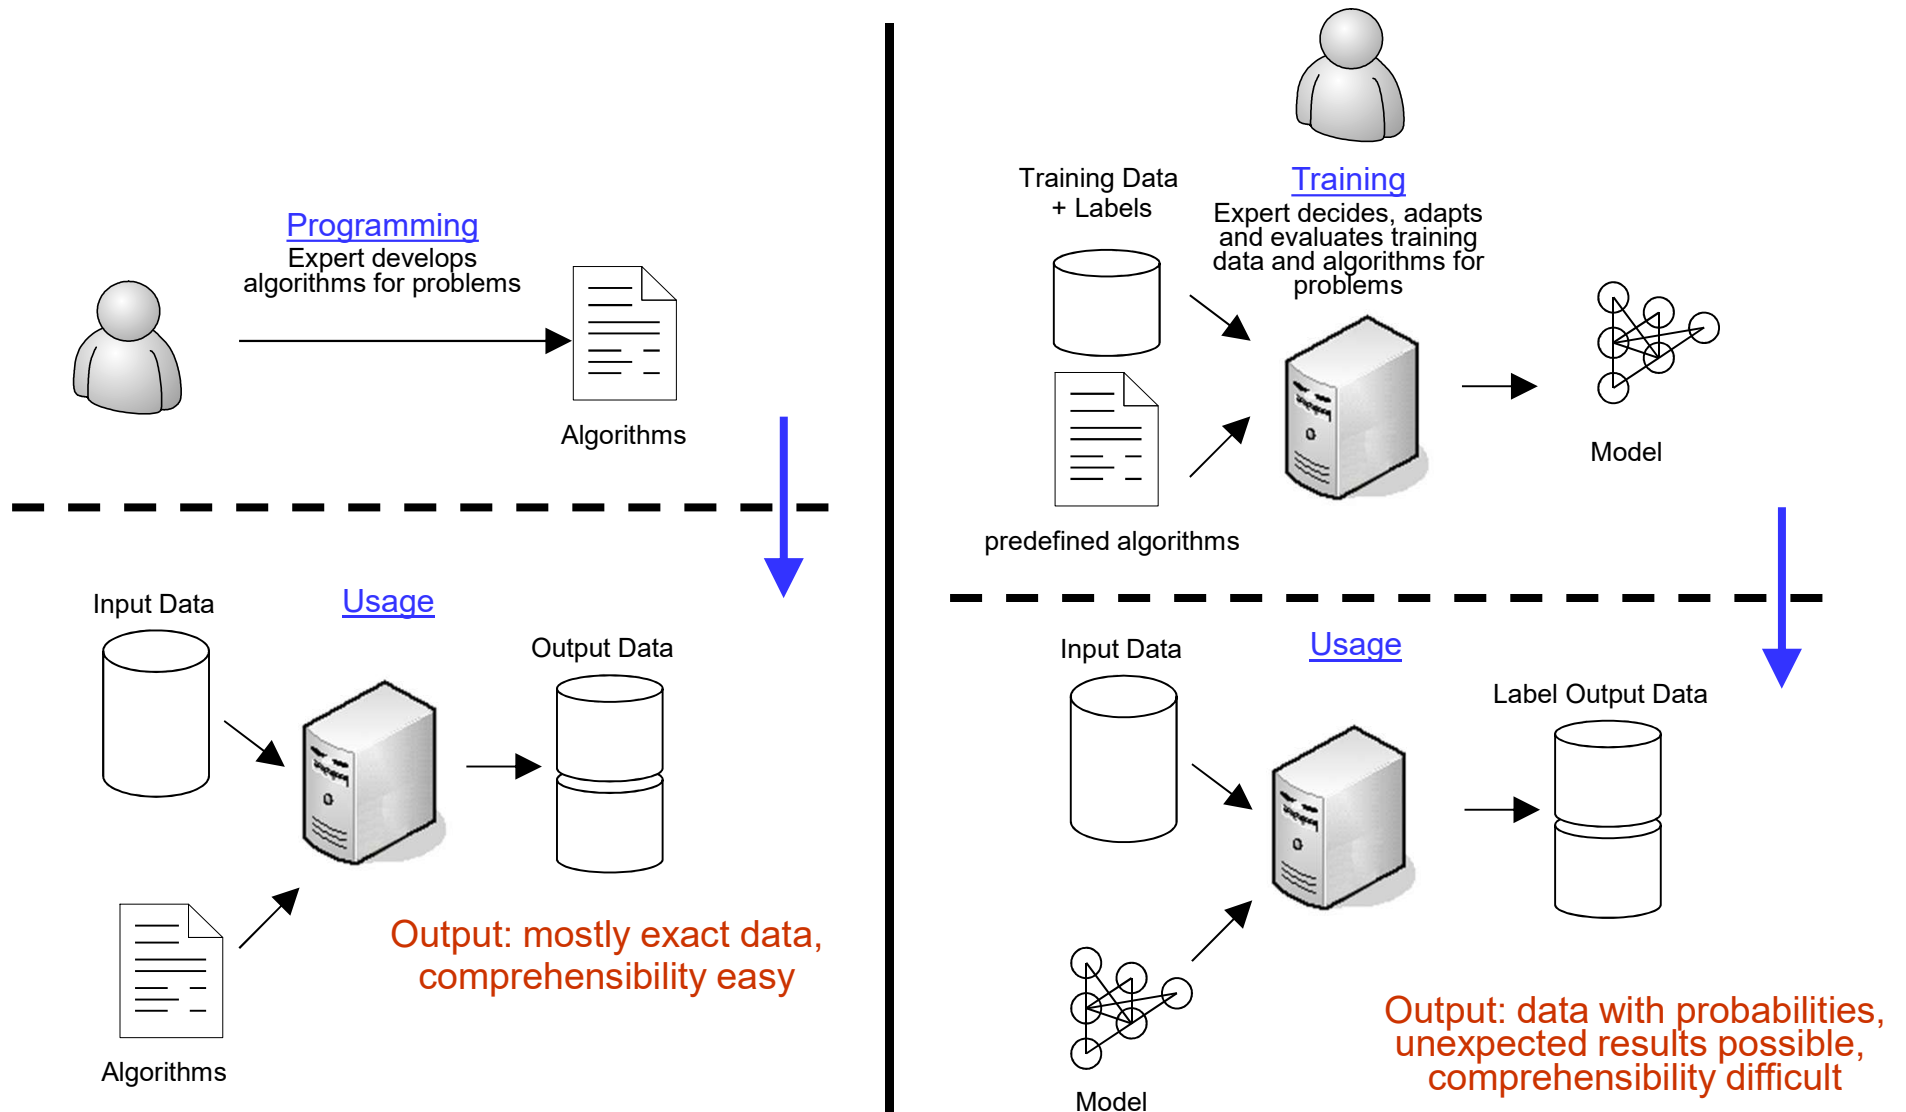 Programming
Expert develops
algorithms for problems
Algorithms
Input Data
Usage
Output Data
Algorithms
Output: mostly exact data,
comprehensibility easy
Training Data
+ Labels
Training
Expert decides, adapts
and evaluates training
data and algorithms for
problems
Model
predefined algorithms
Input Data
Usage
Label Output Data
Model
Output: data with probabilities,
unexpected results possible,
comprehensibility difficult